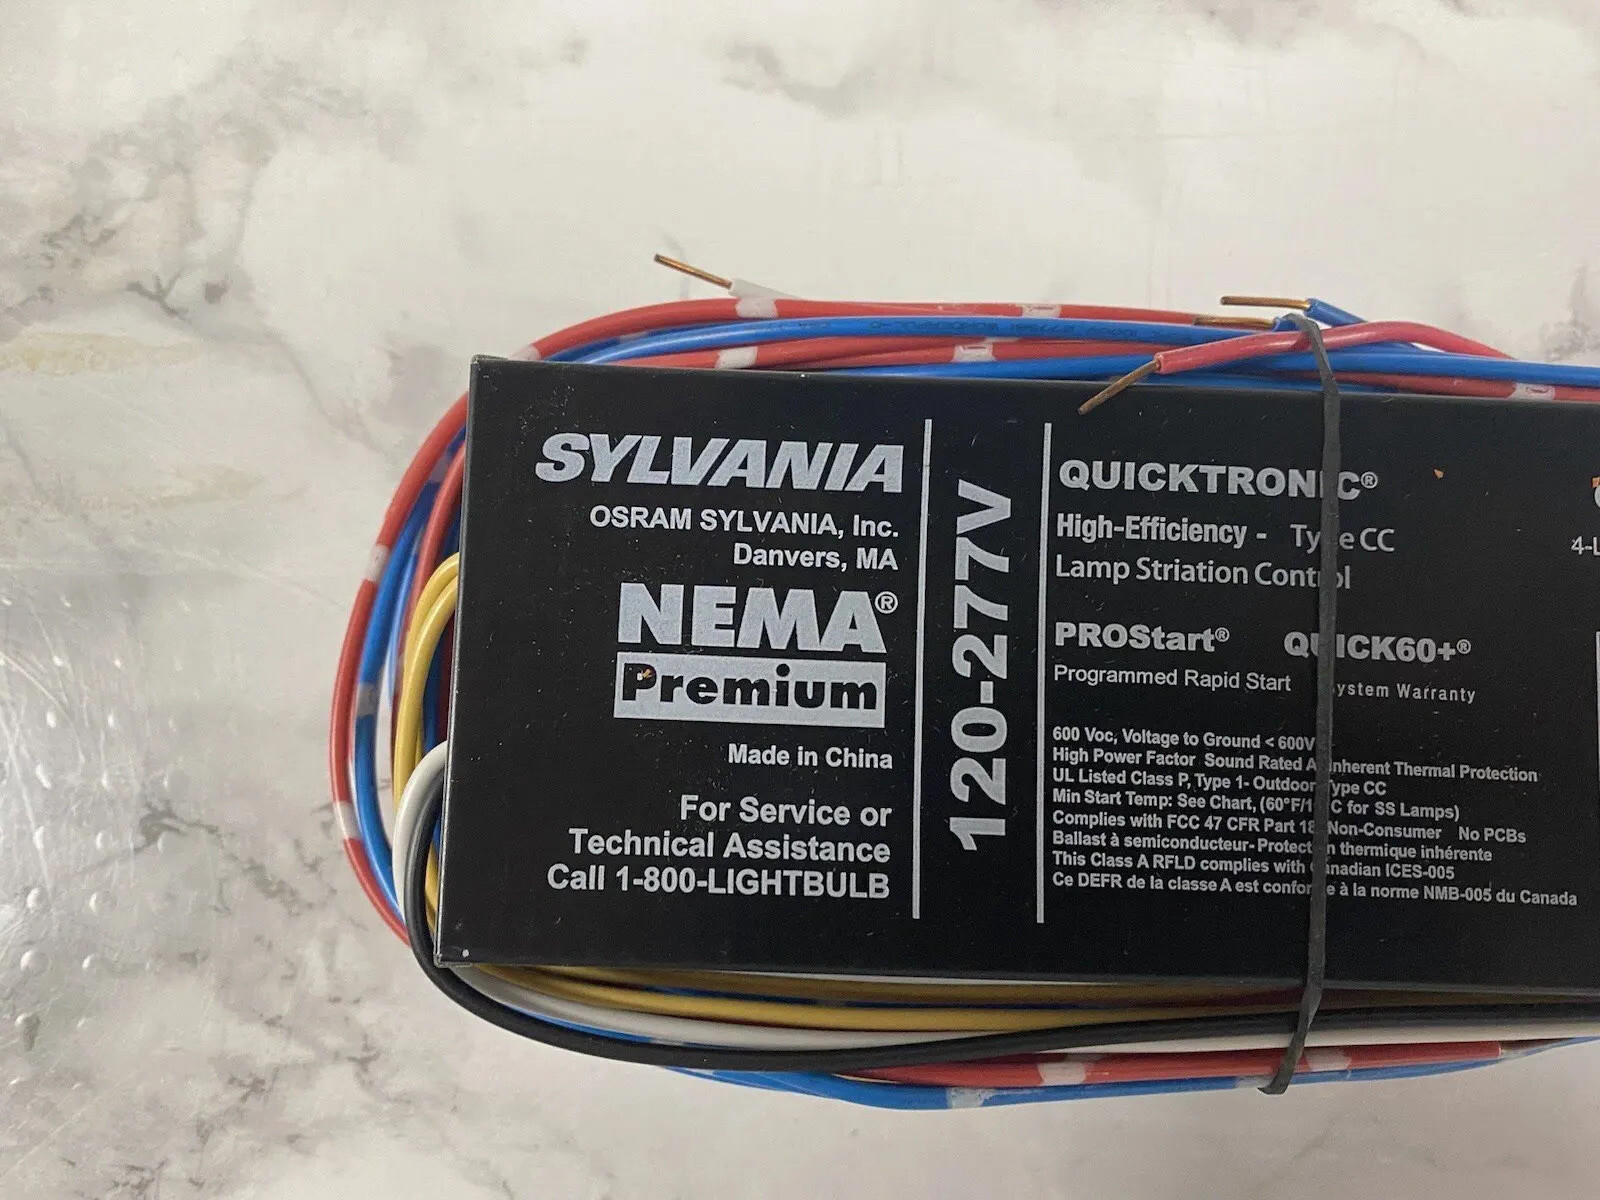 SYLVANIA
OSRAM SYLVANIA, Inc.
Danvers, MA
NEMA®
Premium
Made in China
For Service or
Technical Assistance
Call 1-800-LIGHTBULB
120-277V
QUICKTRONIC®
High-Efficiency - Type CC
Lamp Striation Control
PROStart® QUICK60+®
Programmed Rapid Start System Warranty
600 Voc, Voltage to Ground < 600V
High Power Factor Sound Rated A Inherent Thermal Protection
UL Listed Class P, Type 1- Outdoor Type CC
Min Start Temp: See Chart, (60°F/ C for SS Lamps)
Complies with FCC 47 CFR Part 18 Non-Consumer No PCBs
Ballast à semiconducteur- Protection thermique inhérente
This Class A RFLD complies with Canadian ICES-005
Ce DEFR de la classe A est conforme à la norme NMB-005 du Canada
4-L